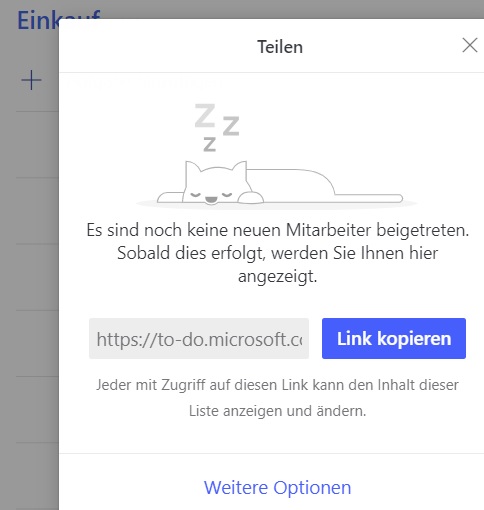 Einkauf
Teilen
Z
Z
Z
Es sind noch keine neuen Mitarbeiter beigetreten.
Sobald dies erfolgt, werden Sie Ihnen hier
angezeigt.
https://to-do.microsoft.co
Link kopieren
Jeder mit Zugriff auf diesen Link kann den Inhalt dieser
Liste anzeigen und ändern.
Weitere Optionen